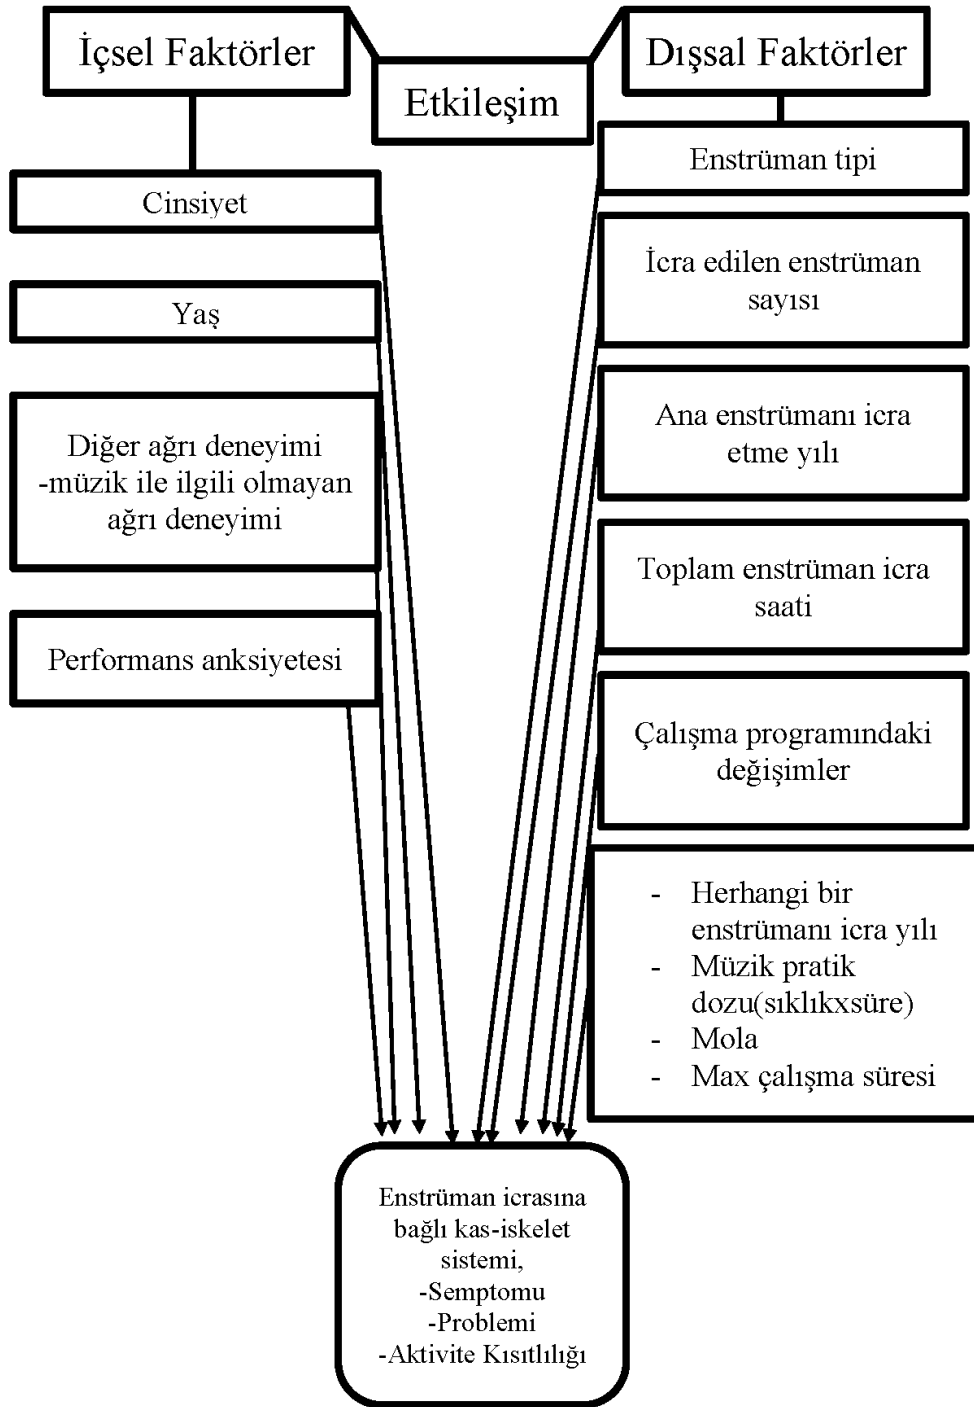 İçsel Faktörler
Etkileşim
Dışsal Faktörler
Cinsiyet
Yaş
Diğer ağrı deneyimi
-müzik ile ilgili olmayan
ağrı deneyimi
Performans anksiyetesi
Enstrüman tipi
İcra edilen enstrüman
sayısı
Ana enstrümanı icra
etme yılı
Toplam enstrüman icra
saati
Çalışma programındaki
değişimler
- Herhangi bir
enstrümanı icra yılı
- Müzik pratik
dozu(sıklıkxsüre)
- Mola
- Max çalışma süresi
Enstrüman icrasına
bağlı kas-iskelet
sistemi,
-Semptomu
-Problemi
-Aktivite Kısıtlılığı